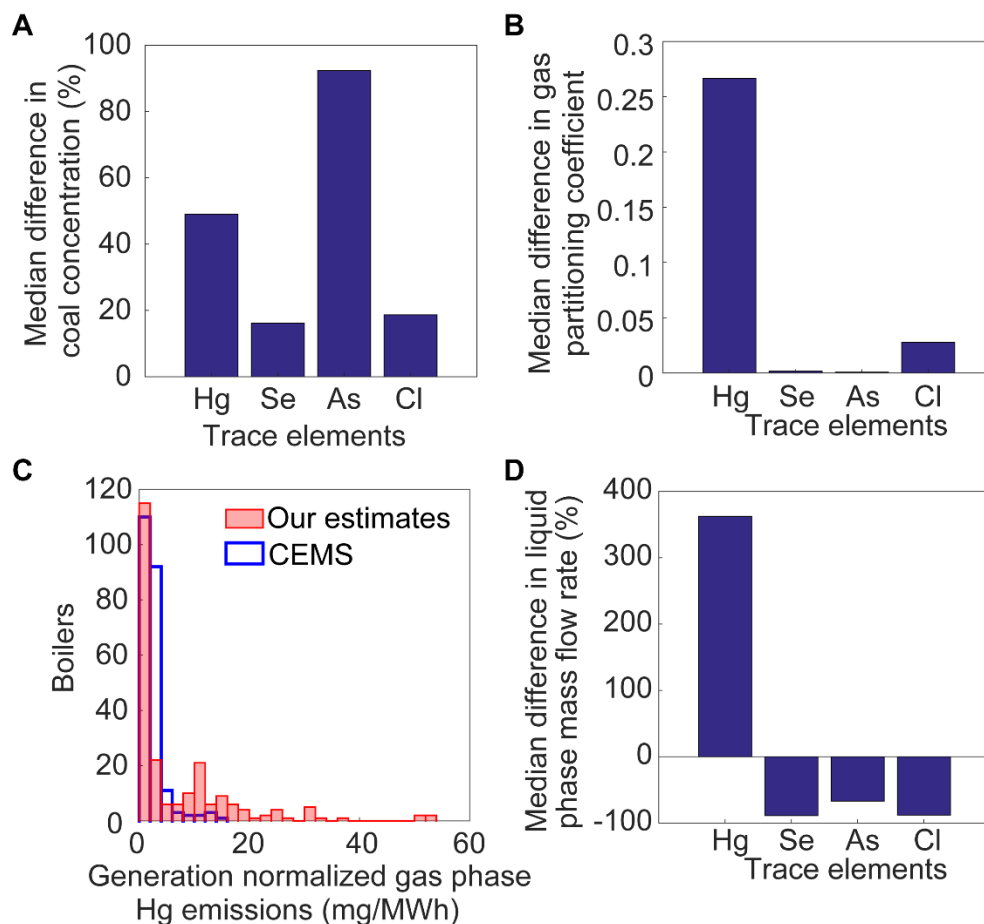 A
Median difference in
coal concentration (%)
100
80
60
40
20
0
Hg Se As Cl
Trace elements
B
Median difference in gas
partitioning coefficient
0.3
0.25
0.2
0.15
0.1
0.05
0
Hg Se As Cl
Trace elements
C
Boilers
120
100
80
60
40
20
0
Our estimates
CEMS
0 20 40 60
Generation normalized gas phase
Hg emissions (mg/MWh)
D
Median difference in liquid
phase mass flow rate (%)
400
300
200
100
0
-100
Hg Se As Cl
Trace elements